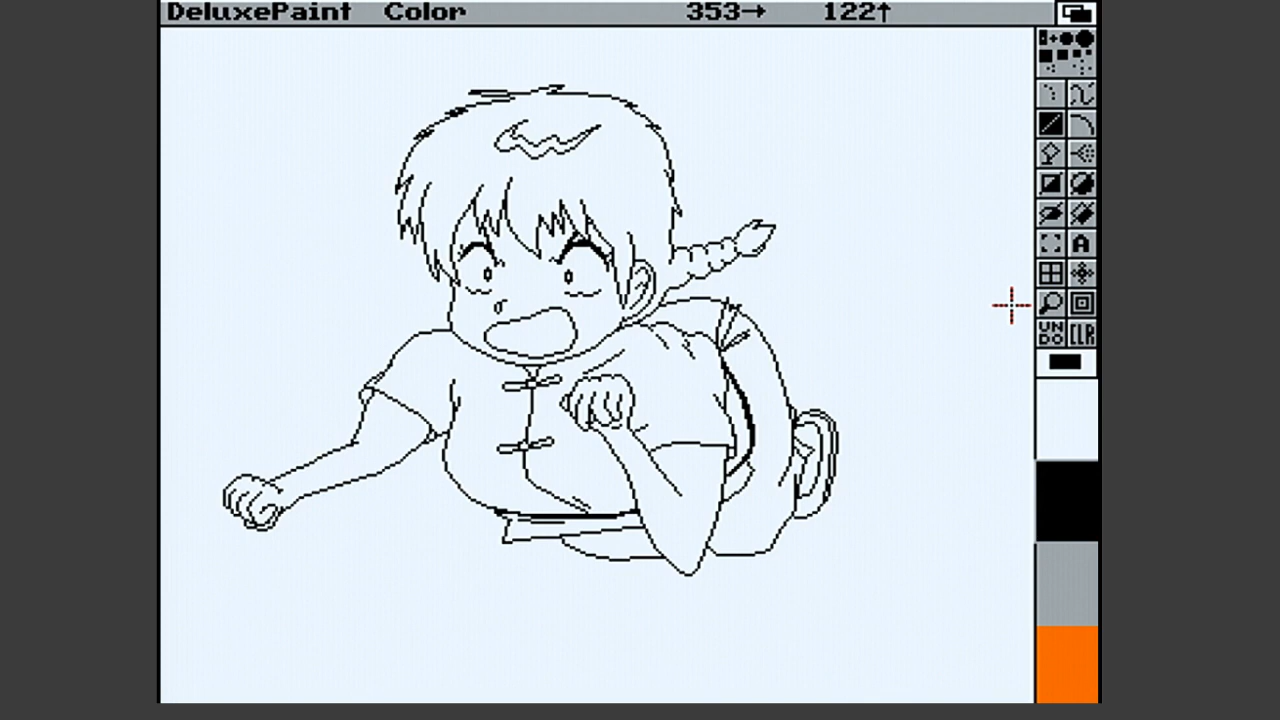 DeluxePaint Color 353→ 122↑
A
UN
DO CLR